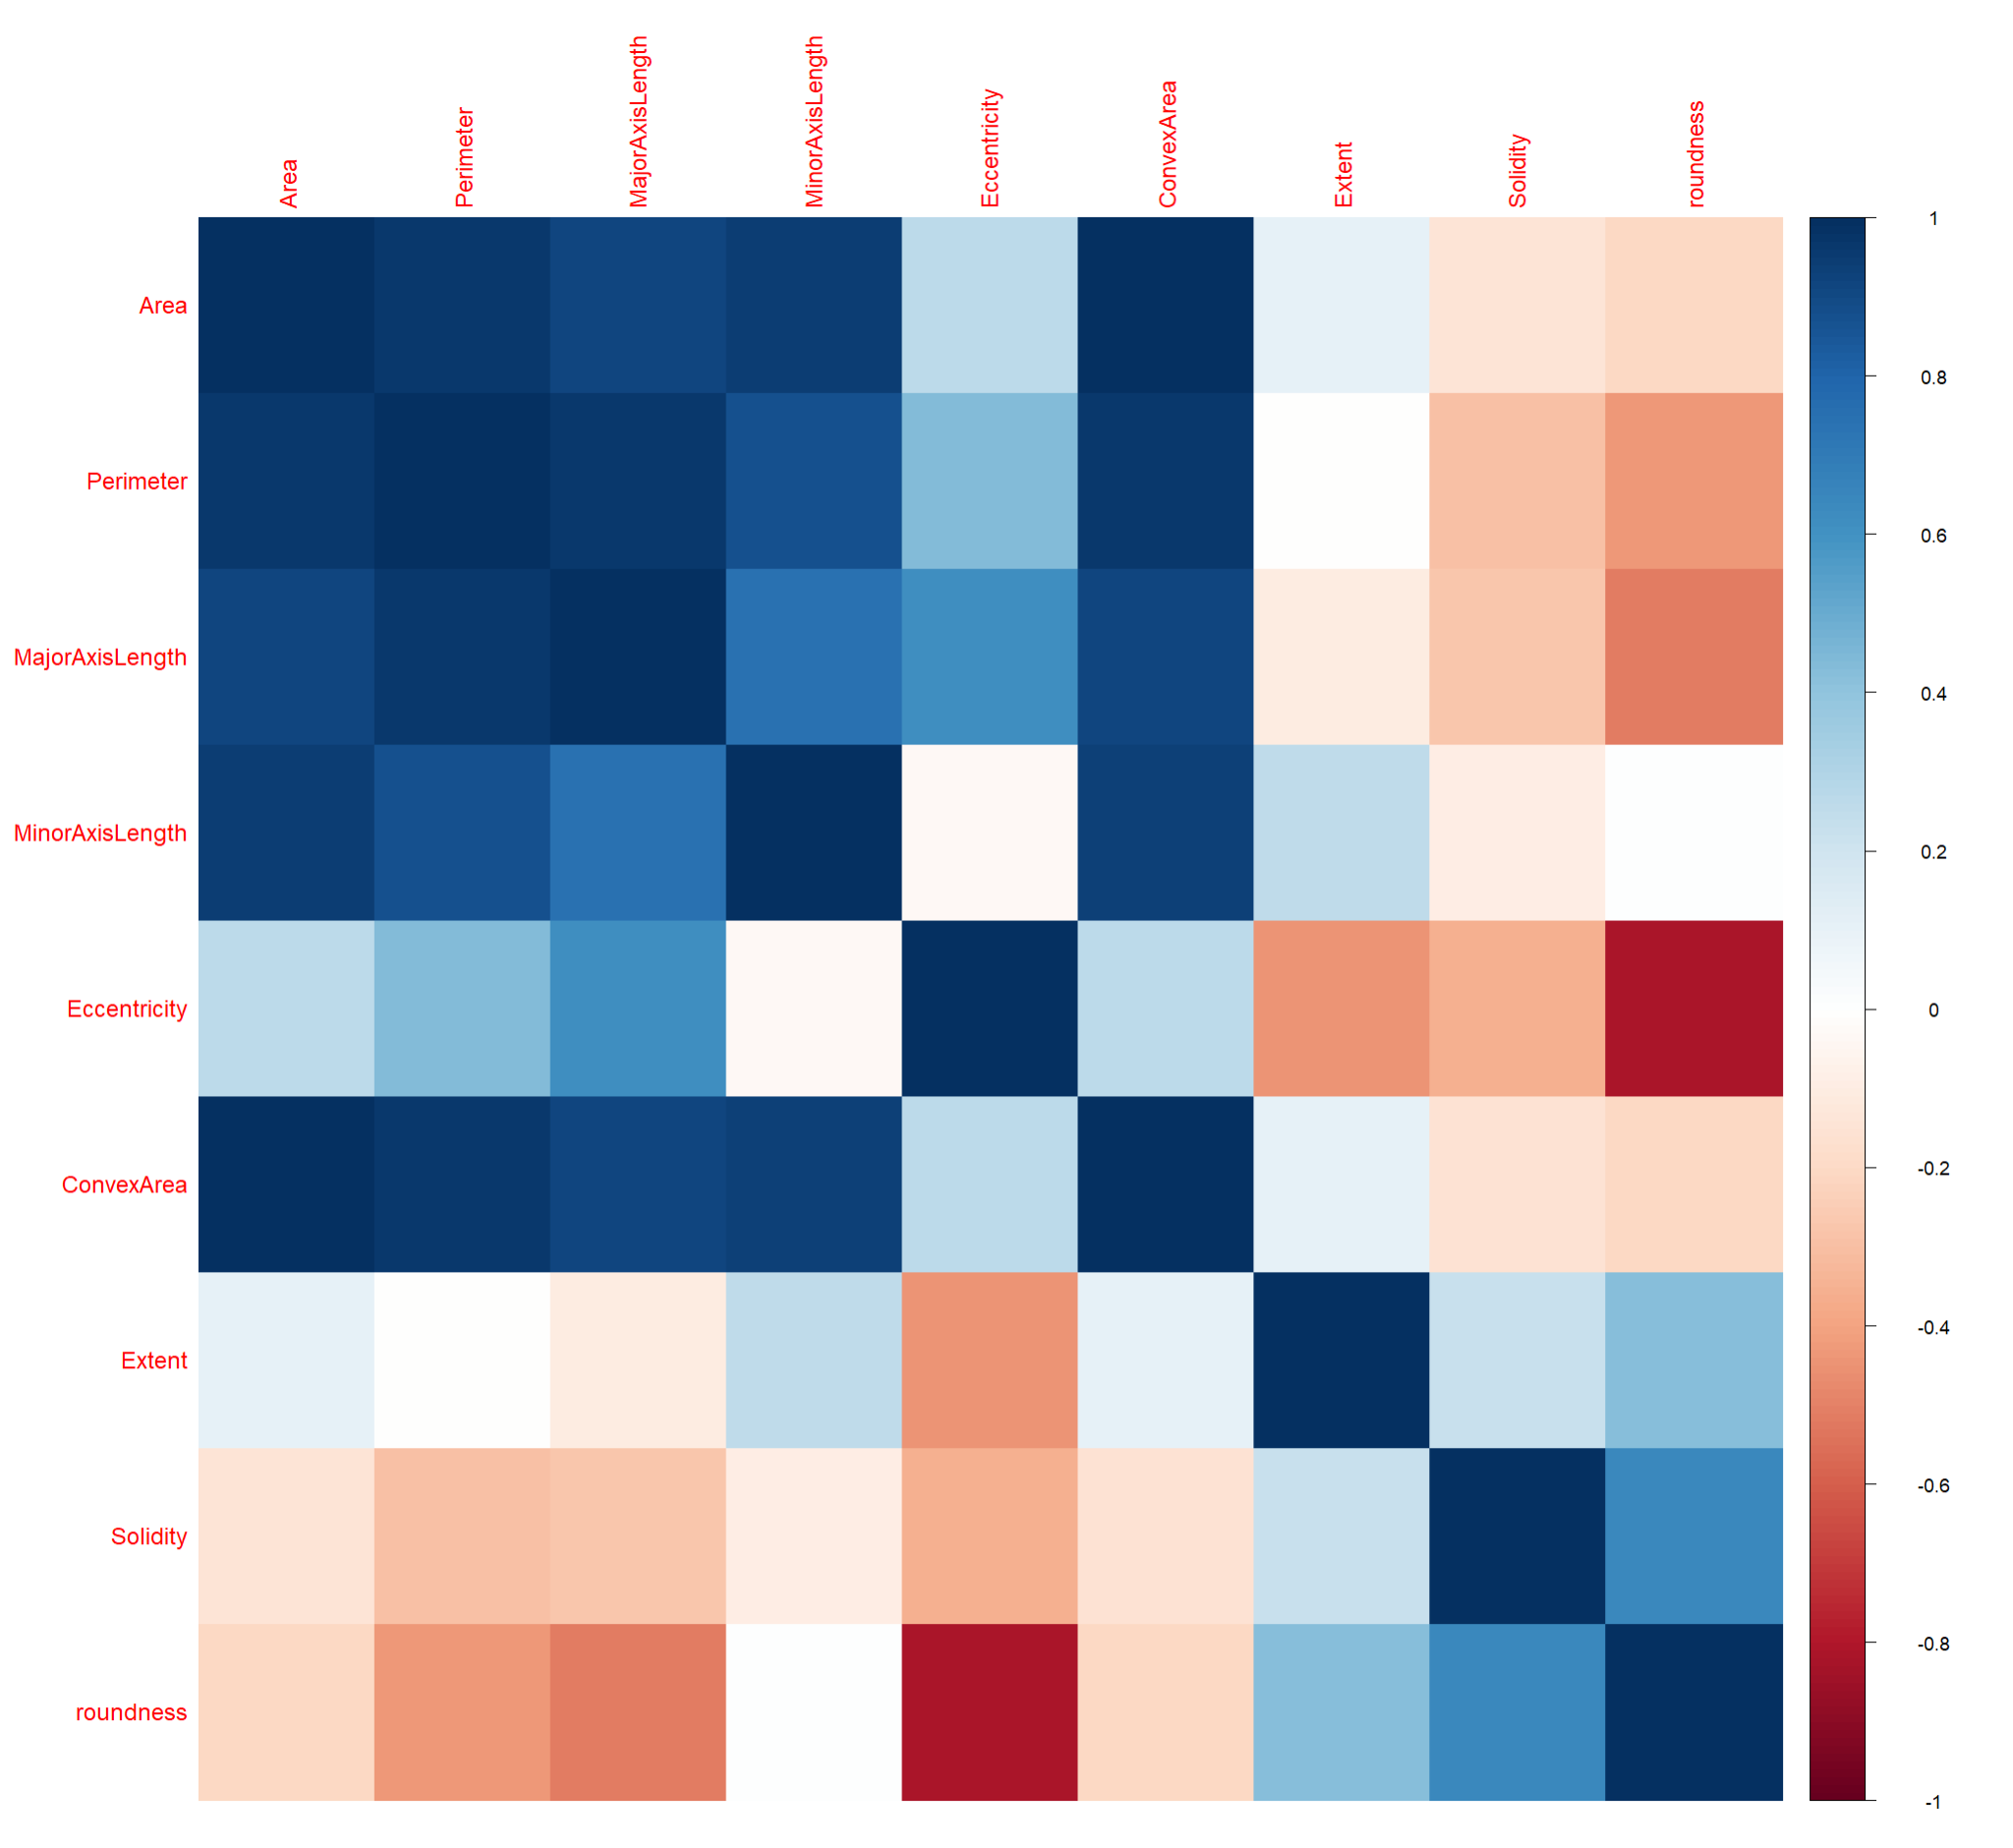 Area
Perimeter
MajorAxisLength
MinorAxisLength
Eccentricity
ConvexArea
Extent
Solidity
roundness
Area
Perimeter
MajorAxisLength
MinorAxisLength
Eccentricity
ConvexArea
Extent
Solidity
roundness
1
0.8
0.6
0.4
0.2
0
-0.2
-0.4
-0.6
-0.8
-1